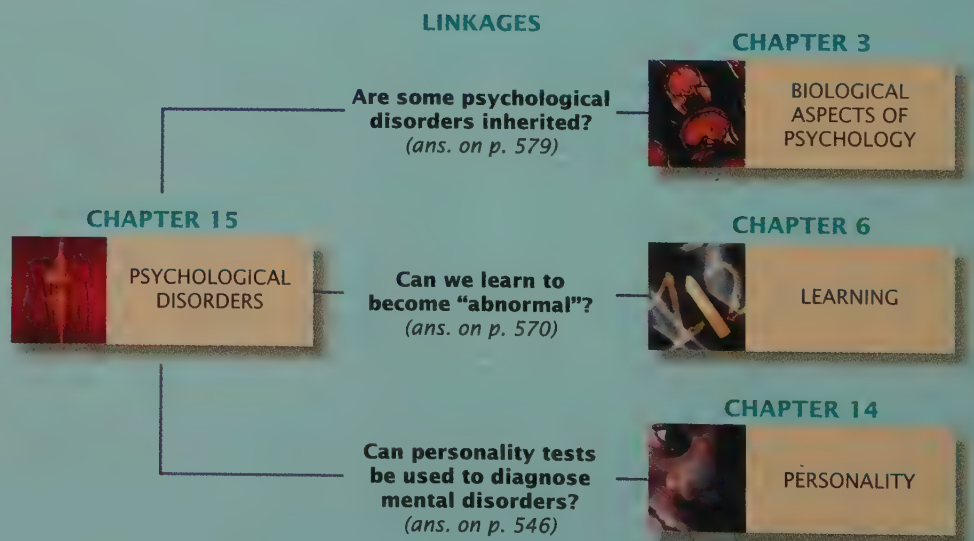 LINKAGES
CHAPTER 3
Are some psychological
disorders inherited?
(ans. on p. 579)
BIOLOGICAL
ASPECTS OF
PSYCHOLOGY
CHAPTER 15
PSYCHOLOGICAL
DISORDERS
Can we learn to
become “abnormal”?
(ans. on p. 570)
CHAPTER 6
LEARNING
CHAPTER 14
Can personality tests
be used to diagnose
mental disorders?
(ans. on p. 546)
PERSONALITY